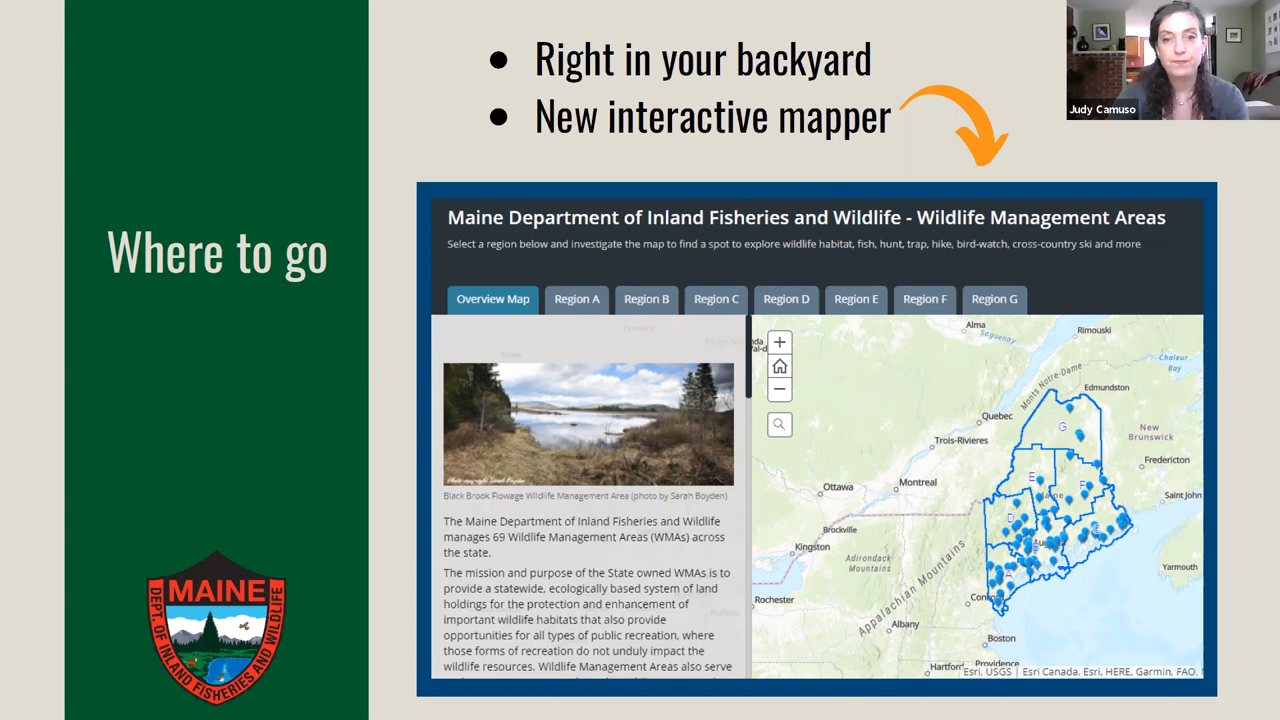 Right in your backyard
New interactive mapper
Judy Camuso
Where to go
Maine Department of Inland Fisheries and Wildlife - Wildlife Management Areas
Select a region below and investigate the map to find a spot to explore wildlife habitat, fish, hunt, trap, hike, bird-watch, cross-country ski and more
Overview Map
Region A
Region B
Region C
Region D
Region E
Region F
Region G
Black Brook Flowage Wildlife Management Area (photo by Sarah Boyden)
The Maine Department of Inland Fisheries and Wildlife
manages 69 Wildlife Management Areas (WMAs) across
the state.
The mission and purpose of the State owned WMAs is to
provide a statewide, ecologically based system of land
holdings for the protection and enhancement of
important wildlife habitats that also provide
opportunities for all types of public recreation, where
those forms of recreation do not unduly impact the
wildlife resources. Wildlife Management Areas also serve
Alma
Saguenay
Rimouski
Chaleur
Bay
Monts Notre-Dame
Edmundston
Quebec
G
New
Brunswick
Trois-Rivieres
Fredericton
Montreal
E
F
Ottawa
Saint John
D
Brockville
Kingston
Adirondack
Mountains
Appalachian Mountains
A
Yarmouth
Rochester
Albany
Boston
Hartford
Providence
Esri, USGS | Esri Canada, Esri, HERE, Garmin, FAO,
MAINE
DEPT. OF INLAND FISHERIES AND WILDLIFE